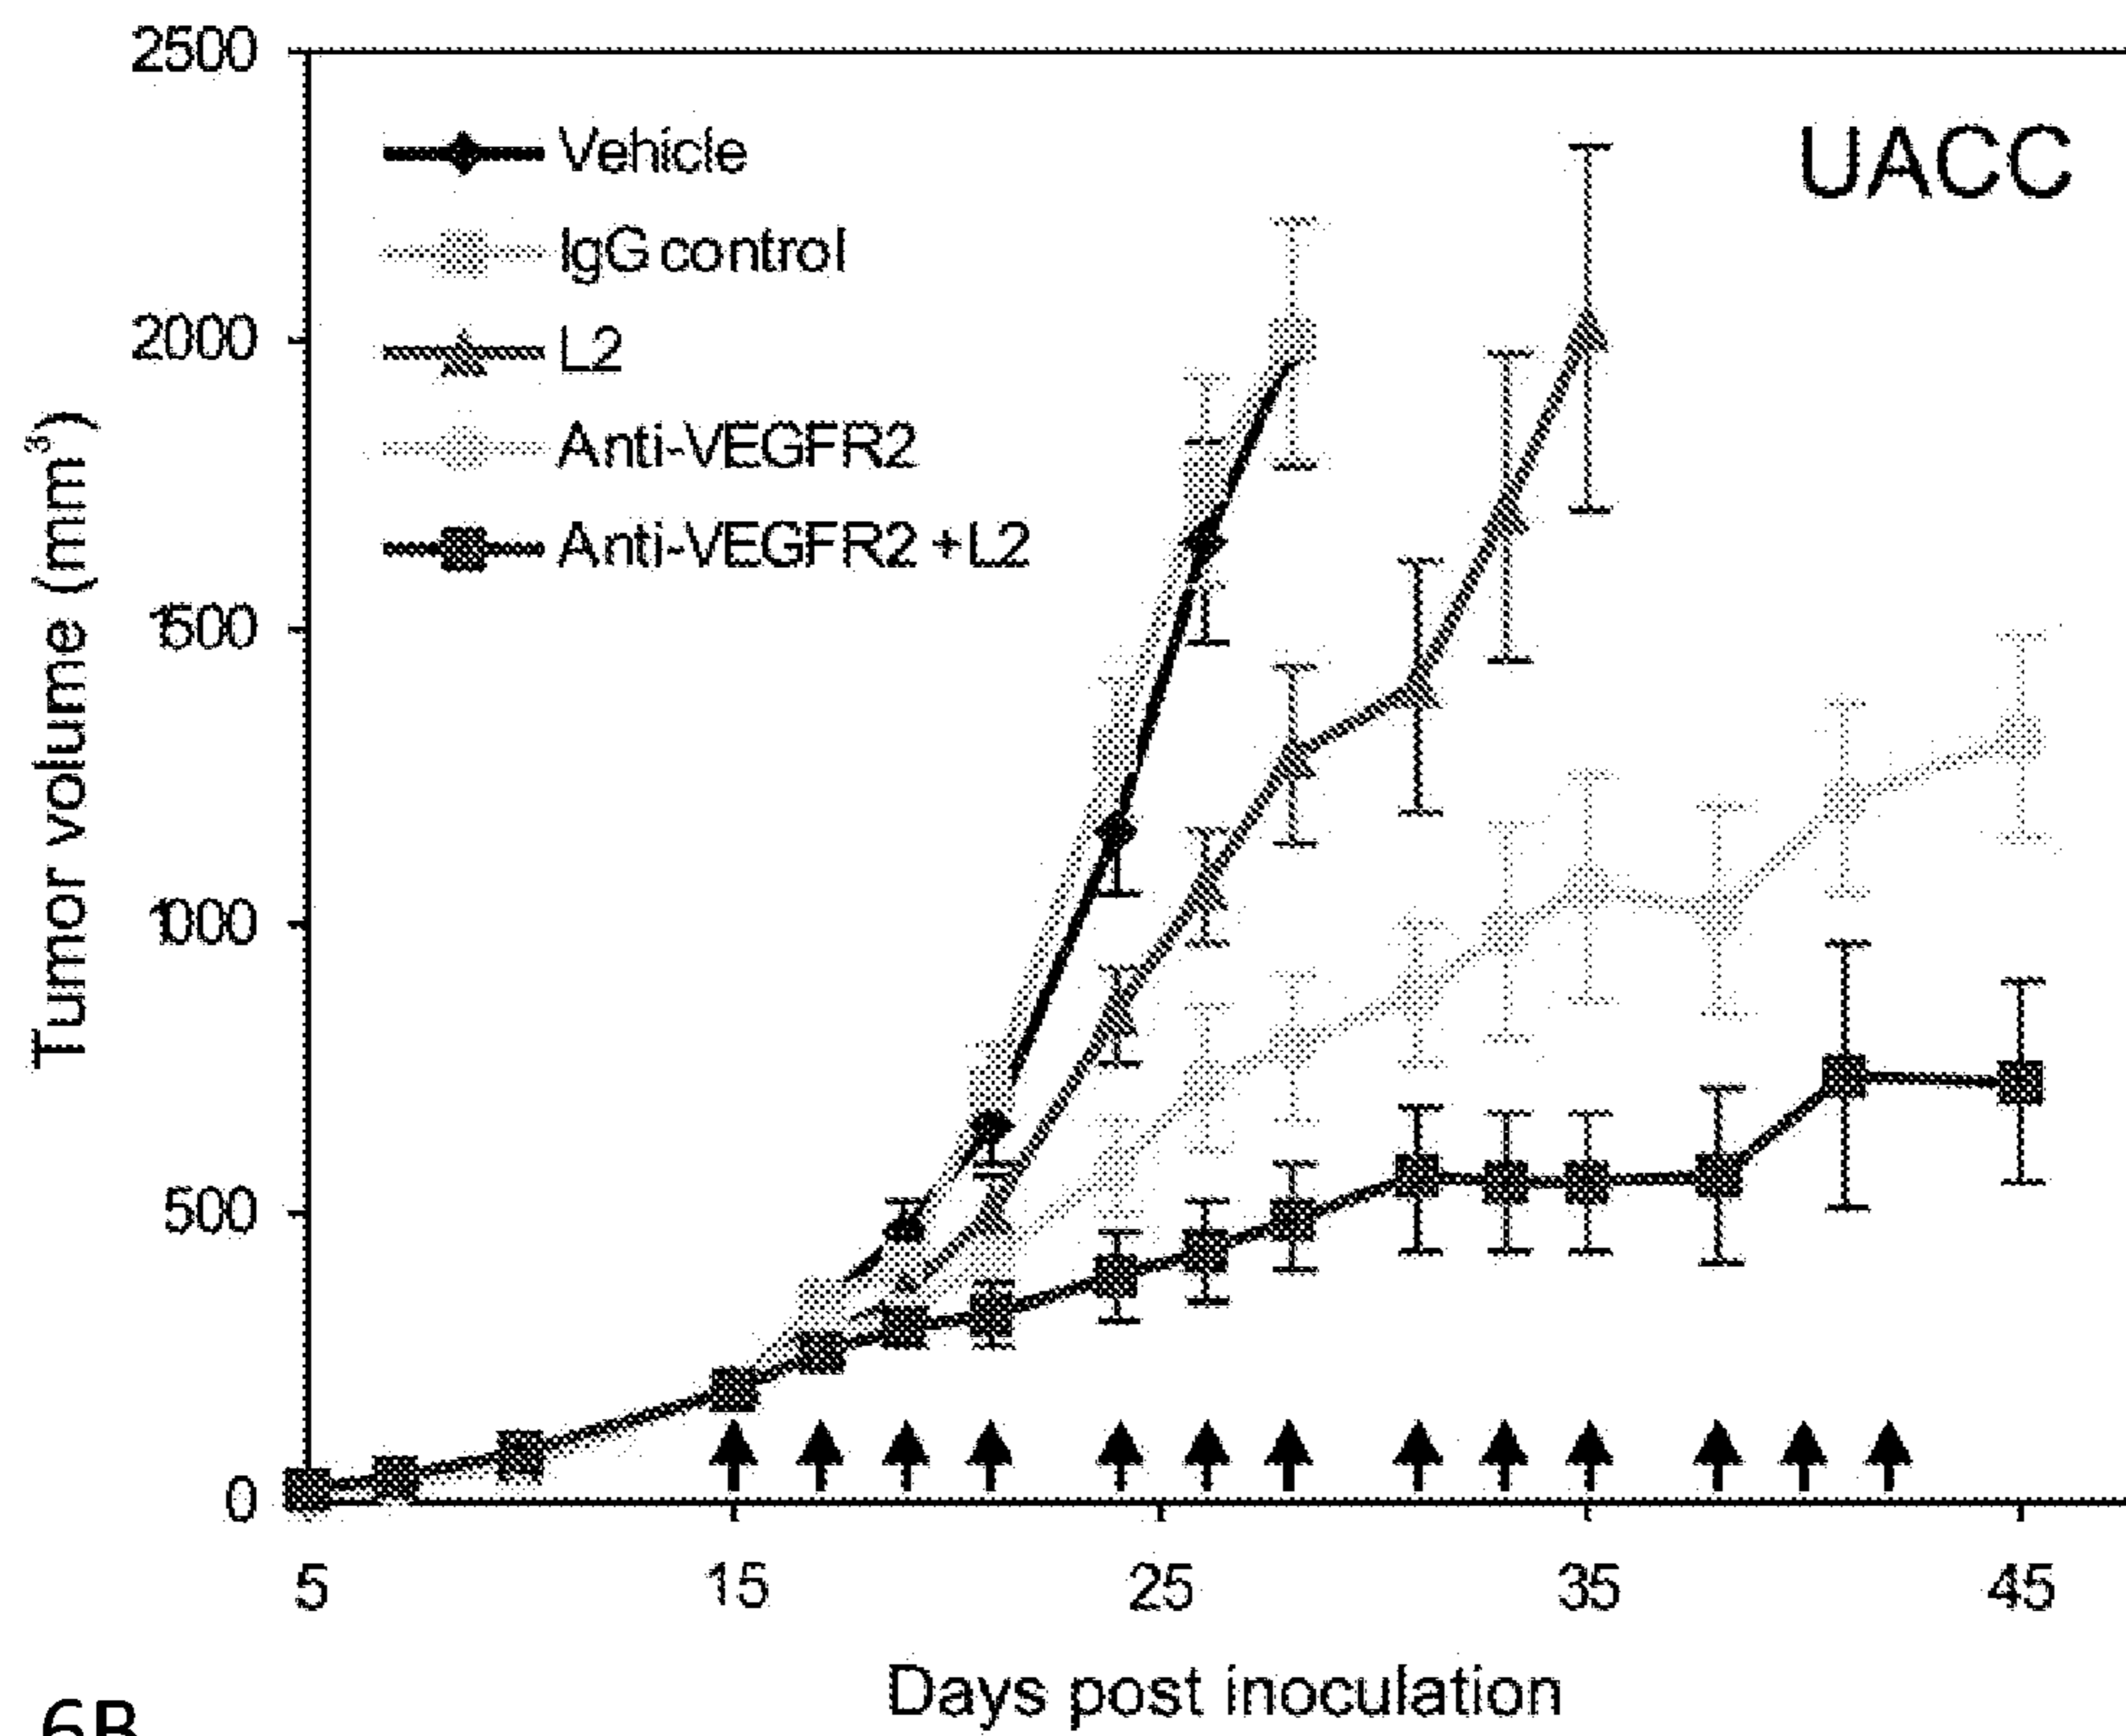 2500
2000
1500
1000
500
0
Tumor volume (mm³)
UACC
Vehicle
IgG control
L2
Anti-VEGFR2
Anti-VEGFR2 +L2
5 15 25 35 45
Days post inoculation
6B